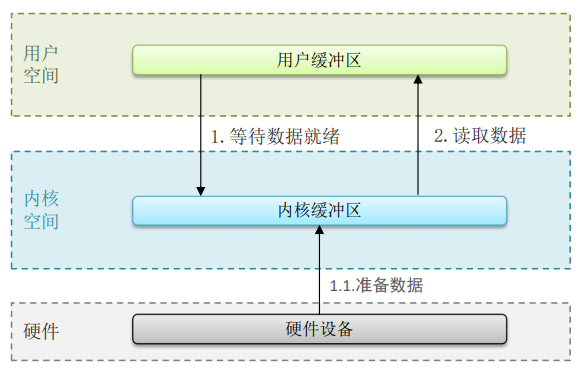 用户
空间
用户缓冲区
1.等待数据就绪
2.读取数据
内核
空间
内核缓冲区
1.1.准备数据
硬件
硬件设备